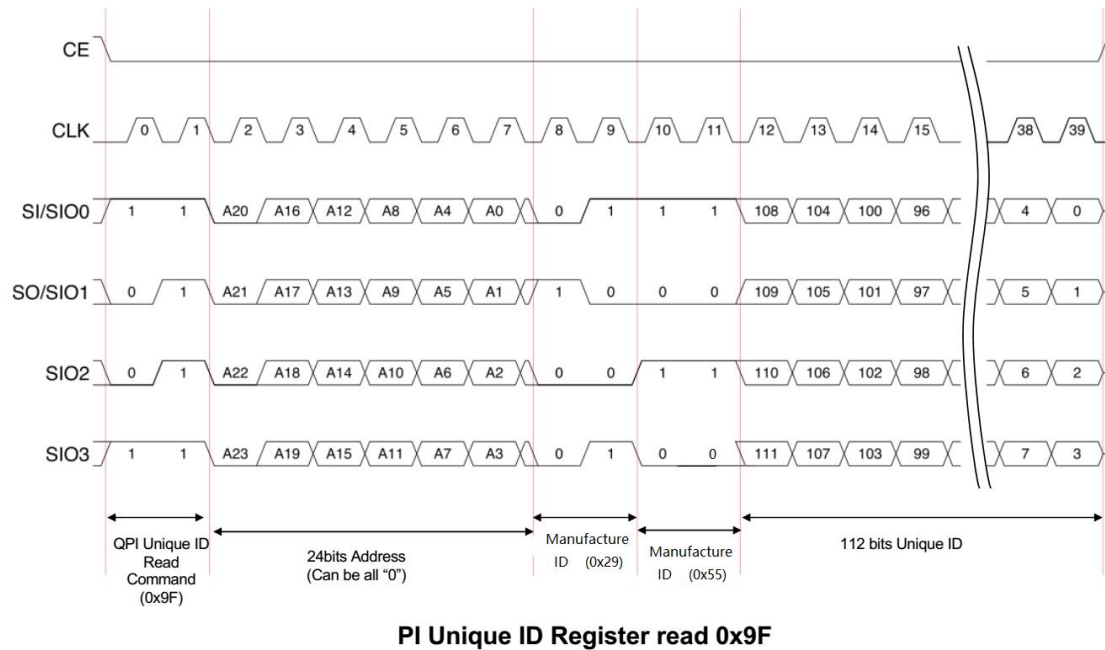 CE
CLK 0 1 2 3 4 5 6 7 8 9 10 11 12 13 14 15 38 39
SI/SIO0 1 1 A20 A16 A12 A8 A4 A0 0 1 1 1 108 104 100 96 4 0
SO/SIO1 0 1 A21 A17 A13 A9 A5 A1 1 0 0 0 109 105 101 97 5 1
SIO2 0 1 A22 A18 A14 A10 A6 A2 0 0 1 1 110 106 102 98 6 2
SIO3 1 1 A23 A19 A15 A11 A7 A3 0 1 0 0 111 107 103 99 7 3
QPI Unique ID
Read
Command
(0x9F)
24bits Address
(Can be all “0”)
Manufacture
ID (0x29)
Manufacture
ID (0x55)
112 bits Unique ID
PI Unique ID Register read 0x9F